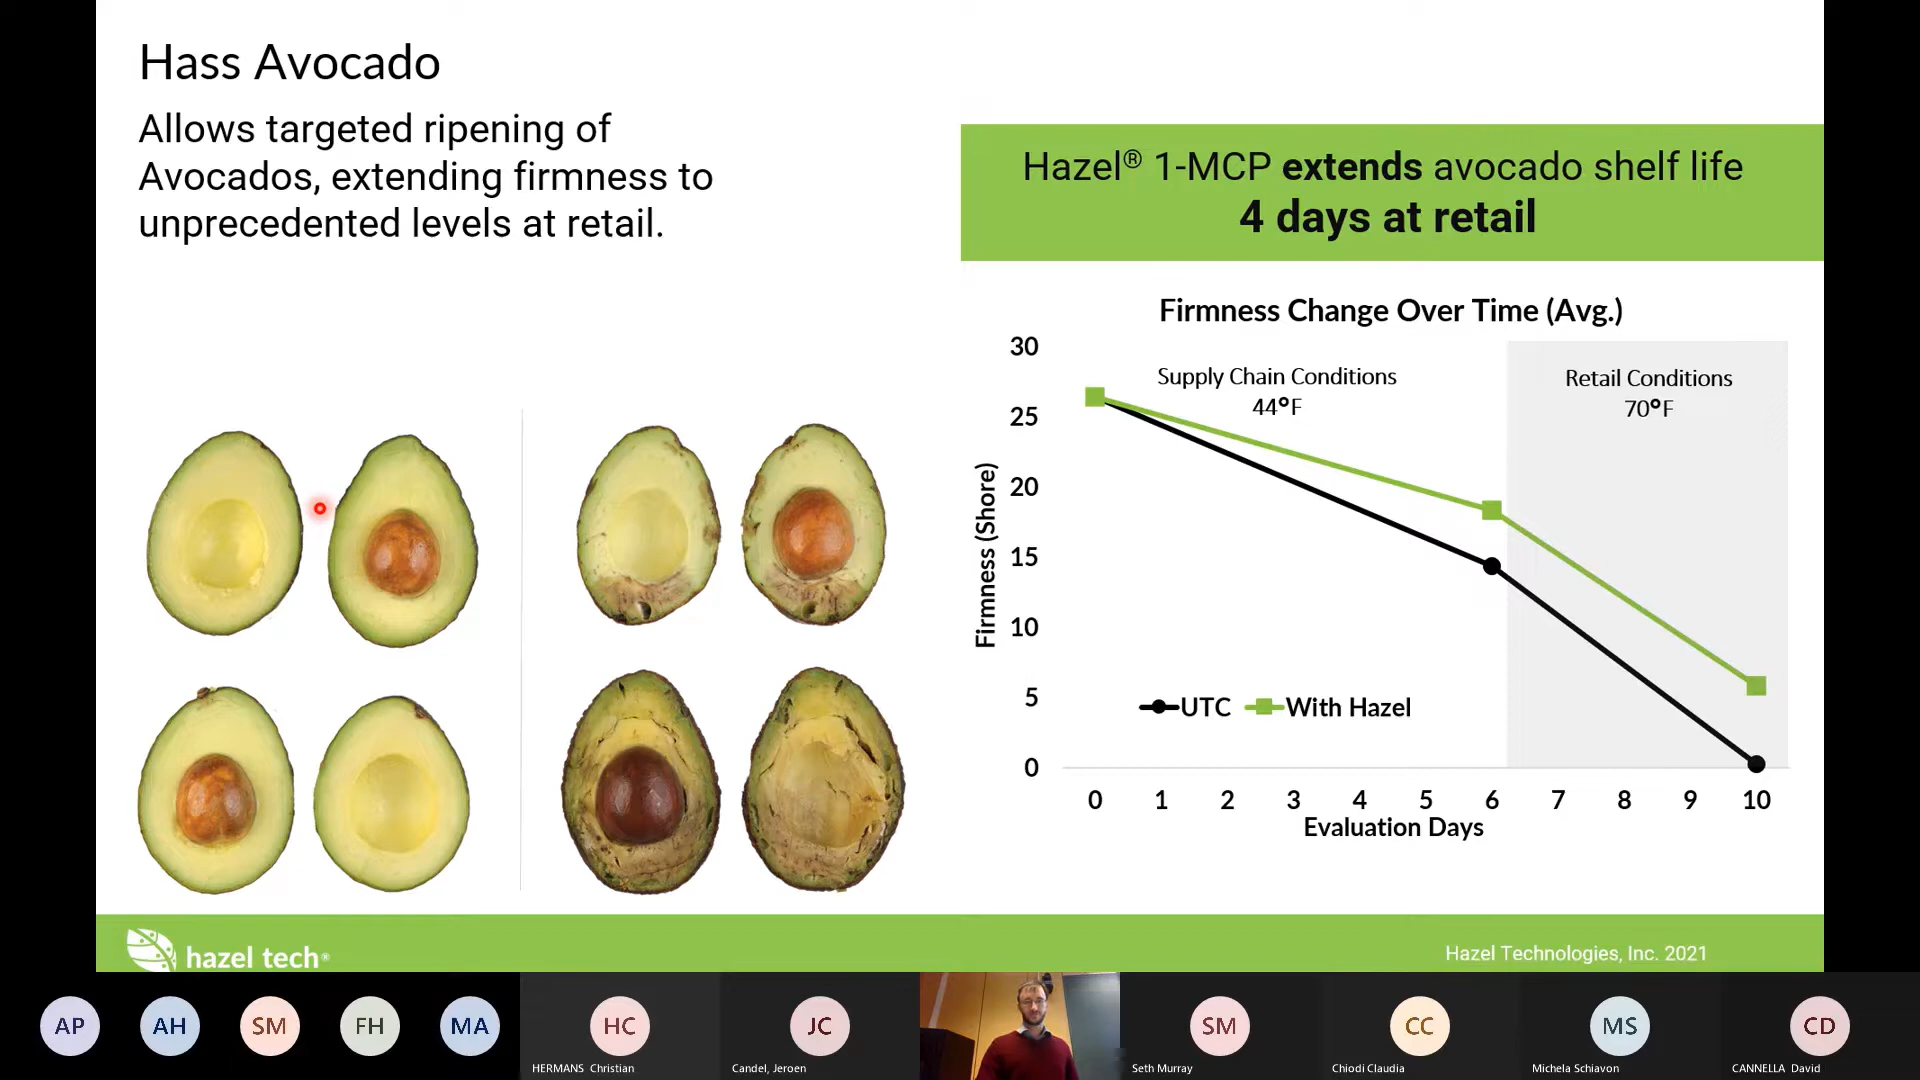 Hass Avocado
Allows targeted ripening of
Avocados, extending firmness to
unprecedented levels at retail.
Hazel® 1-MCP extends avocado shelf life
4 days at retail
Firmness Change Over Time (Avg.)
Supply Chain Conditions
44°F
Retail Conditions
70°F
Firmness (Shore)
30
25
20
15
10
5
0
UTC With Hazel
0 1 2 3 4 5 6 7 8 9 10
Evaluation Days
hazel tech®
Hazel Technologies, Inc. 2021
AP AH SM FH MA HC JC SM CC MS CD
HERMANS Christian Candel, Jeroen Seth Murray Chiodi Claudia Michela Schiavon CANNELLA David